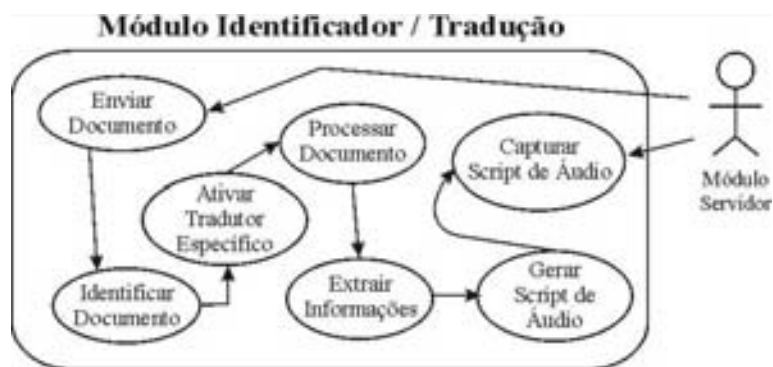 Módulo Identificador / Tradução
Enviar
Documento
Processar
Documento
Capturar
Script de Áudio
Módulo
Servidor
Ativar
Tradutor
Específico
Identificar
Documento
Extrair
Informações
Gerar
Script de
Áudio